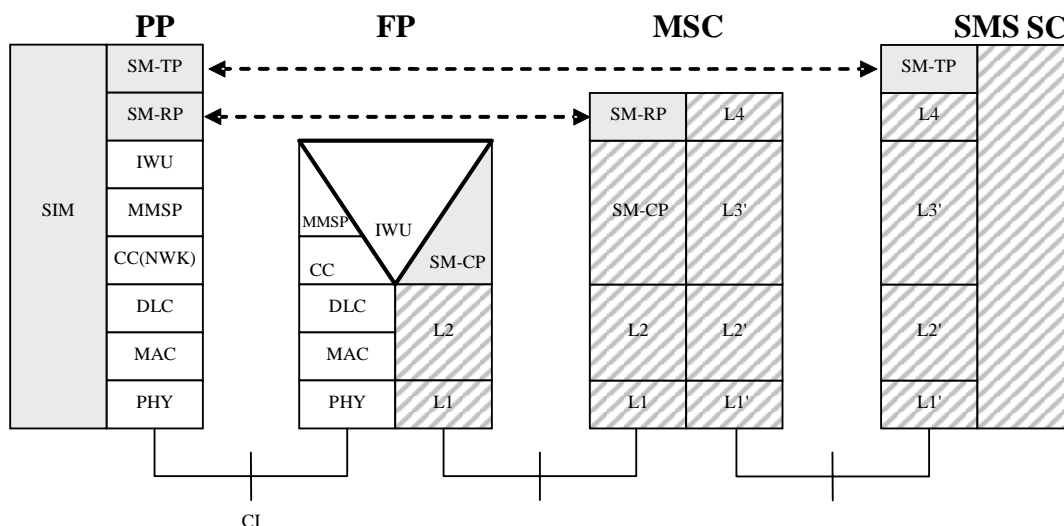 PP FP MSC SMS SC
SM-TP SM-TP
SM-RP SM-RP L4 L4
IWU
SIM MMSP MMSP IWU SM-CP L3' L3'
CC(NWK) CC SM-CP
DLC DLC L2 L2 L2' L2'
MAC MAC
PHY PHY L1 L1 L1' L1'
CI